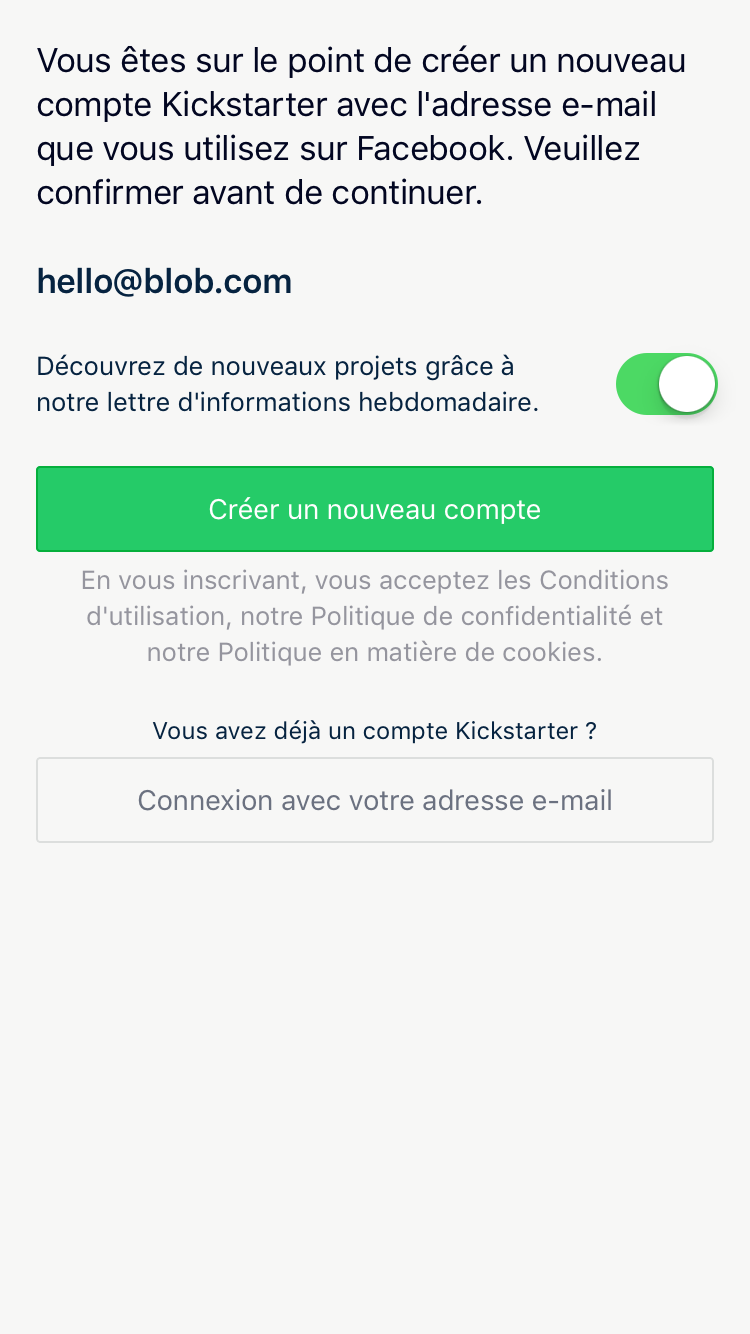 Vous êtes sur le point de créer un nouveau
compte Kickstarter avec l'adresse e-mail
que vous utilisez sur Facebook. Veuillez
confirmer avant de continuer.
hello@blob.com
Découvrez de nouveaux projets grâce à
notre lettre d'informations hebdomadaire.
Créer un nouveau compte
En vous inscrivant, vous acceptez les Conditions
d'utilisation, notre Politique de confidentialité et
notre Politique en matière de cookies.
Vous avez déjà un compte Kickstarter ?
Connexion avec votre adresse e-mail